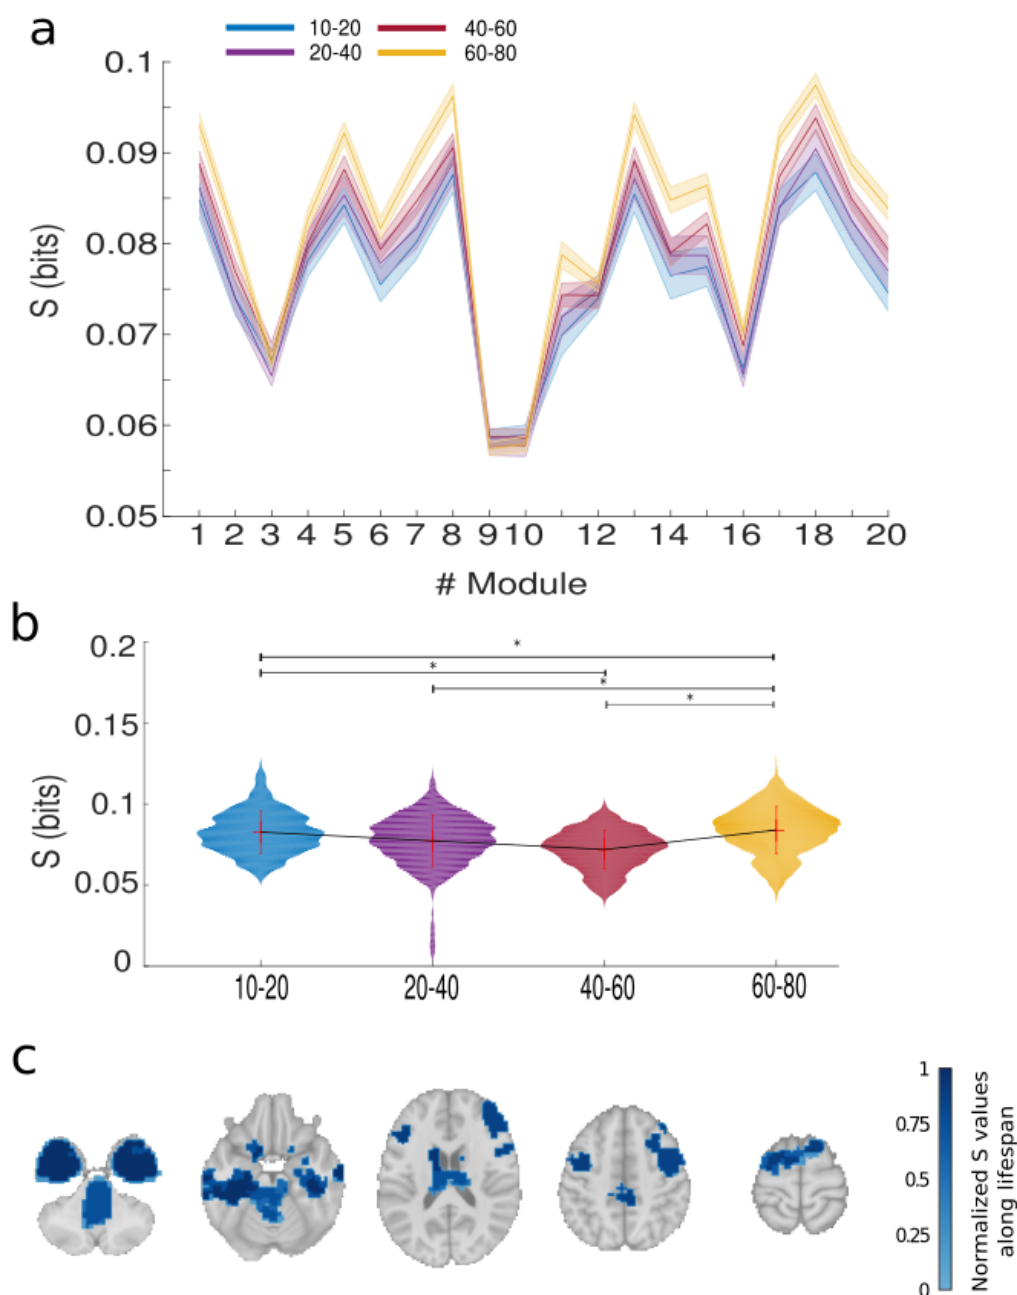 a
10-20 40-60
20-40 60-80
0.1
0.09
0.08
0.07
0.06
0.05
S (bits)
1 2 3 4 5 6 7 8 9 10 12 14 16 18 20
# Module
b
0.2
0.15
0.1
0.05
0
S (bits)
*
*
*
*
10-20 20-40 40-60 60-80
c
1
0.75
0.5
0.25
0
Normalized S values
along lifespan